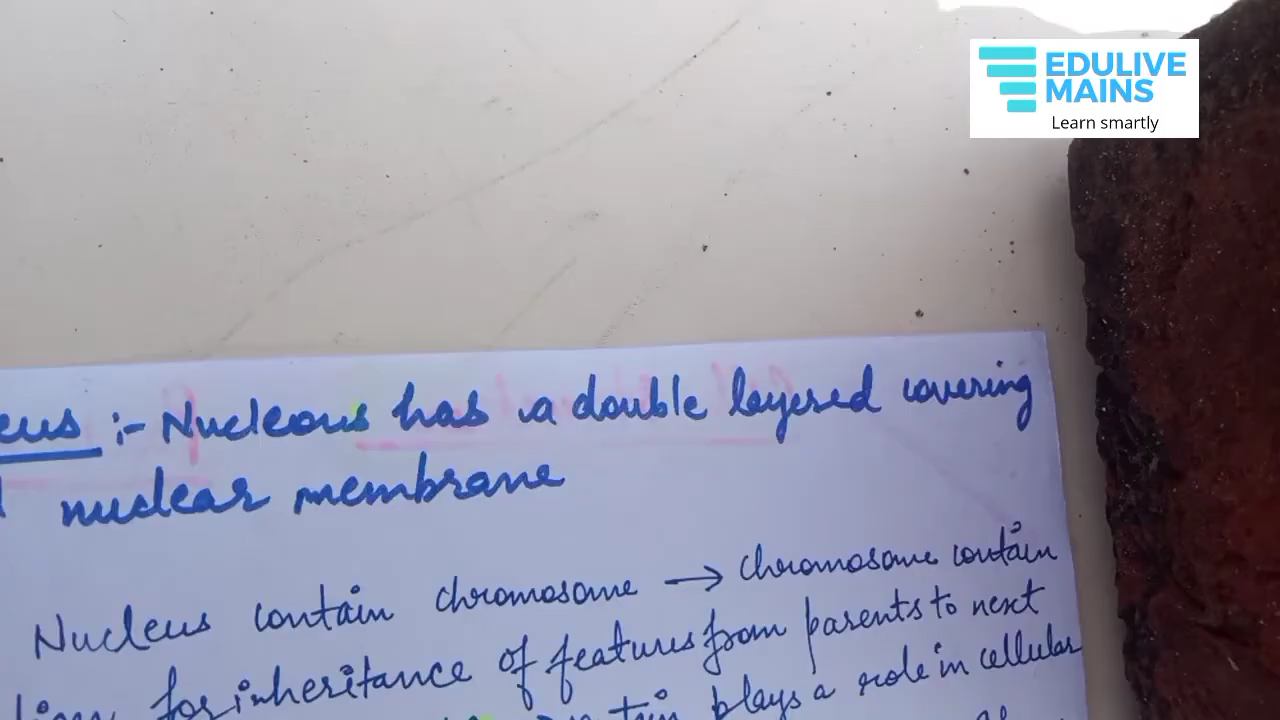 EDULIVE
MAINS
Learn smartly
:- Nucleous has a double layered covering
nuclear membrane
Nucleus contain chromosome → chromosome contain
for inheritance of features from parents to next
plays a role in cellular